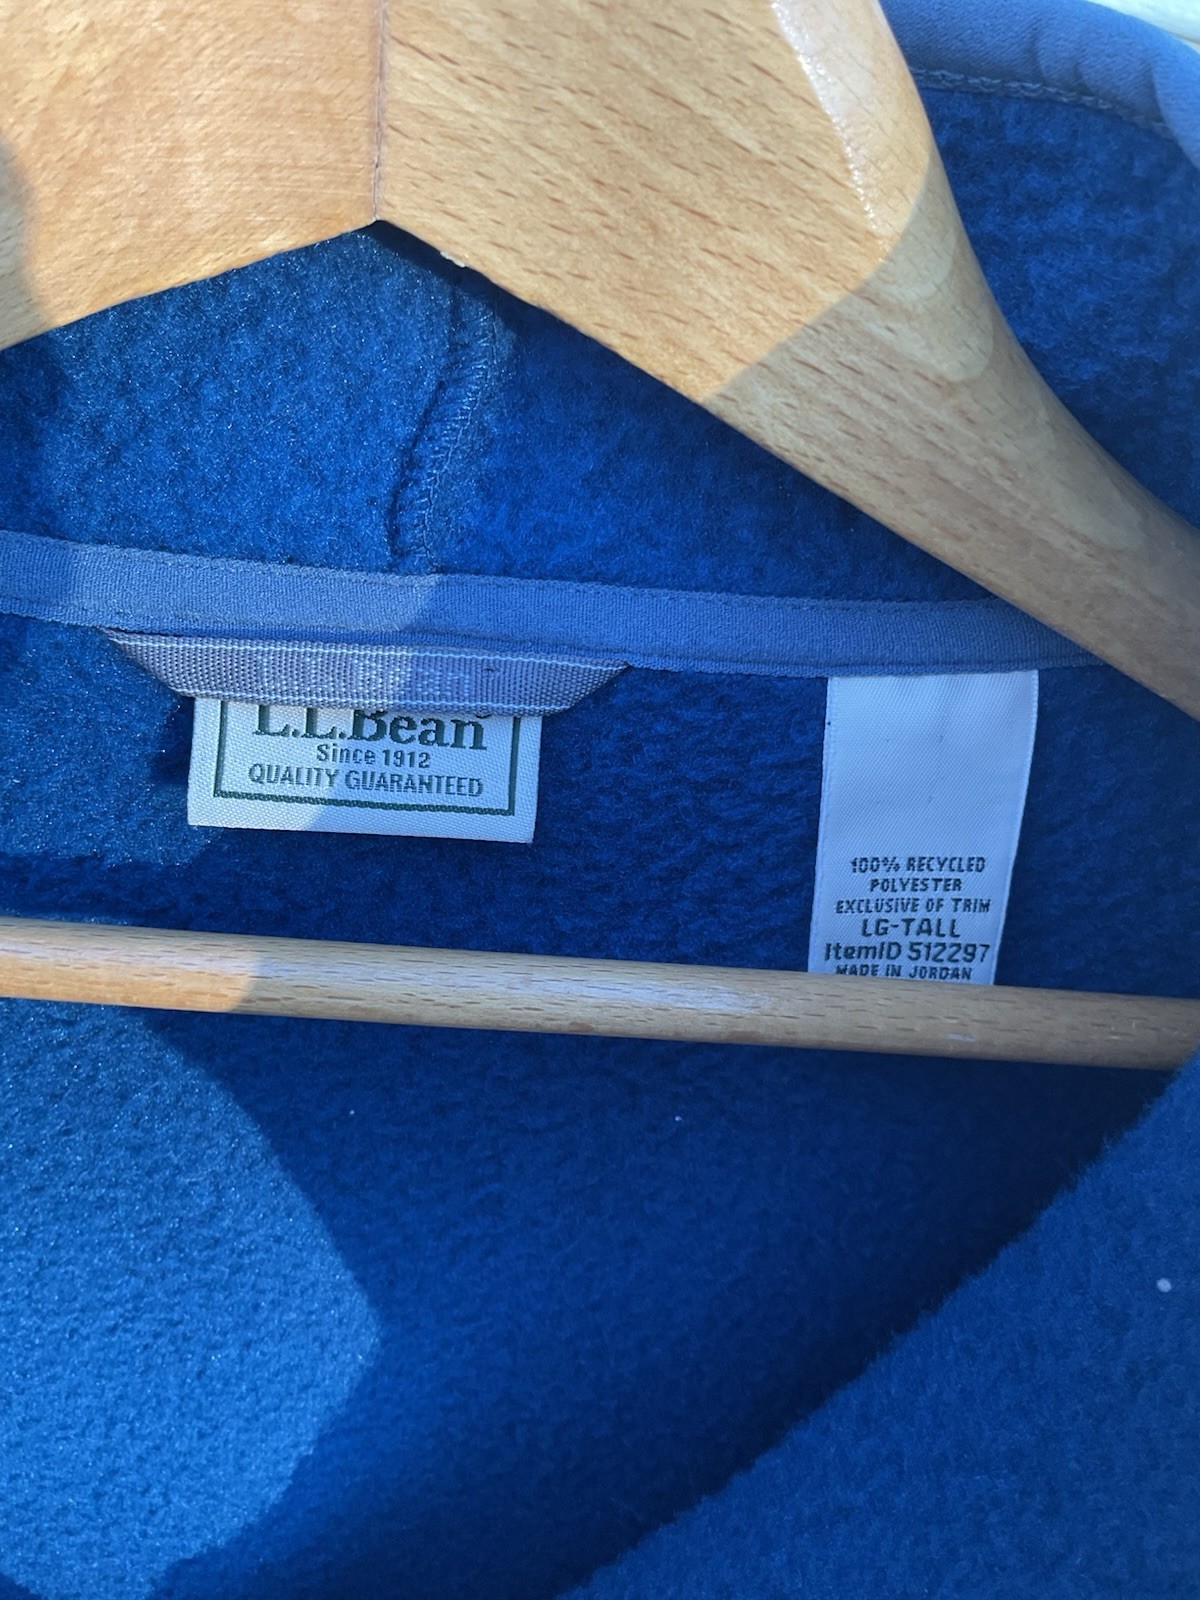 L.L.Bean
Since 1912
QUALITY GUARANTEED
100% RECYCLED
POLYESTER
EXCLUSIVE OF TRIM
LG-TALL
ItemID 512297
MADE IN JORDAN